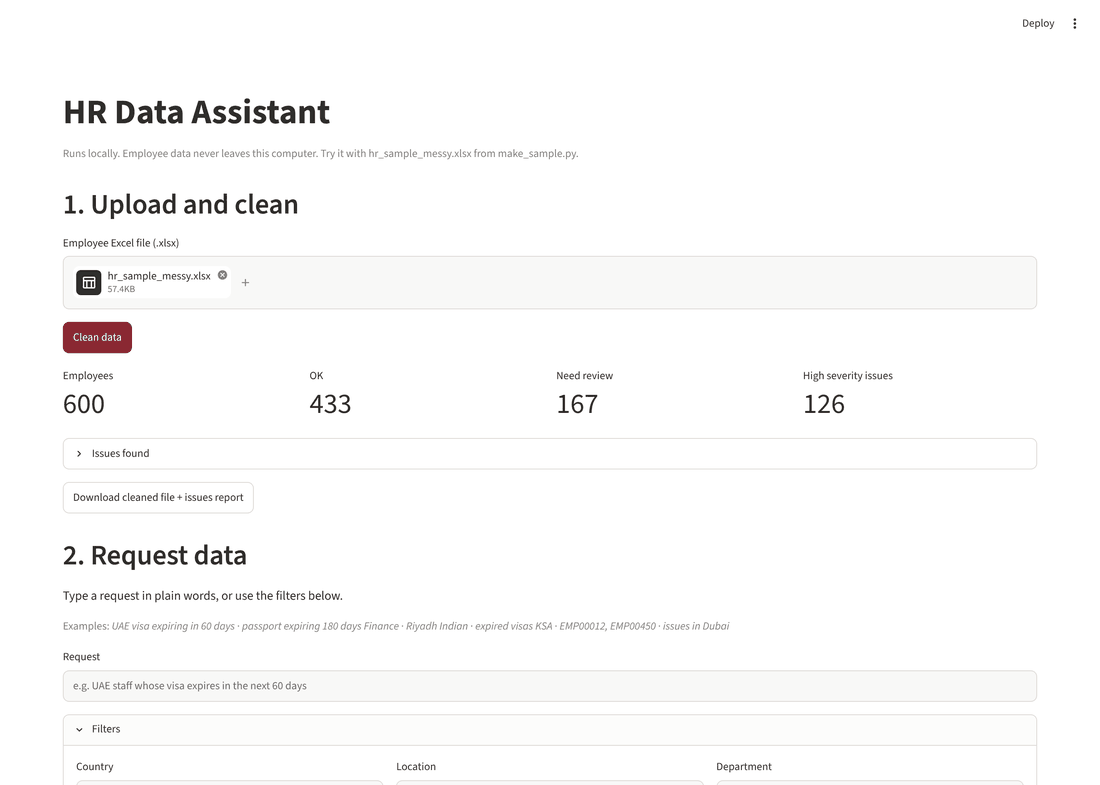 Deploy
HR Data Assistant
Runs locally. Employee data never leaves this computer. Try it with hr_sample_messy.xlsx from make_sample.py.
1. Upload and clean
Employee Excel file (.xlsx)
hr_sample_messy.xlsx
57.4KB
Clean data
Employees OK Need review High severity issues
600 433 167 126
Issues found
Download cleaned file + issues report
2. Request data
Type a request in plain words, or use the filters below.
Examples: UAE visa expiring in 60 days · passport expiring 180 days Finance · Riyadh Indian · expired visas KSA · EMP00012, EMP00450 · issues in Dubai
Request
e.g. UAE staff whose visa expires in the next 60 days
Filters
Country Location Department